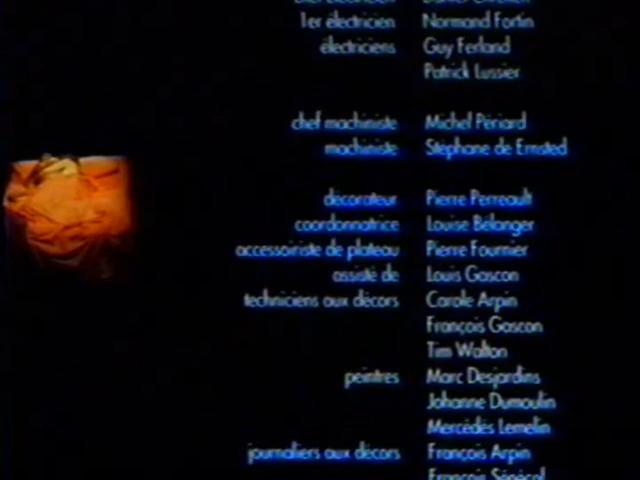 1er électricien Normand Fortin
électriciens Guy Ferland
Patrick Lussier
chef machiniste Michel Périard
machiniste Stéphane de Ernsted
décorateur Pierre Perreault
coordonnatrice Louise Bélanger
accessoiriste de plateau Pierre Fournier
assisté de Louis Gascon
techniciens aux décors Carole Arpin
François Gascon
Tim Walton
peintres Marc Desjardins
Johanne Dumoulin
Mercédès Lemelin
journaliers aux décors François Arpin
François Sénécal